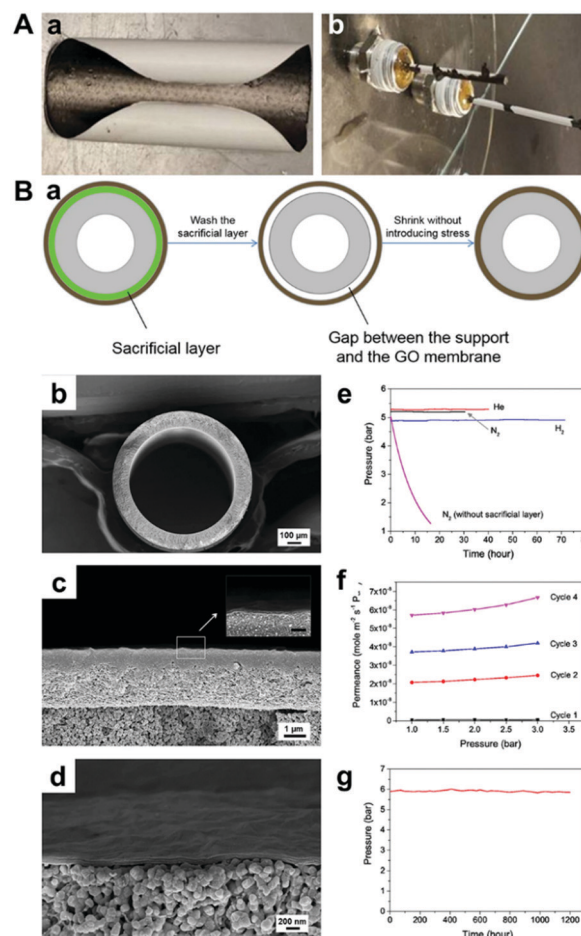 A
a
b
B
a
Wash the
sacrificial layer
Shrink without
introducing stress
Sacrificial layer
Gap between the support
and the GO membrane
b
100 µm
e
Pressure (bar)
6
5
4
3
2
1
He
N₂
H₂
N₂ (without sacrificial layer)
0 10 20 30 40 50 60 70 80
Time (hour)
c
1 µm
f
Permeance (mole m⁻² s⁻¹
Cycle 4
Cycle 3
Cycle 2
Cycle 1
0
1.0 1.5 2.0 2.5 3.0 3.5
Pressure (bar)
d
200 nm
g
Pressure (bar)
9
8
7
6
5
4
3
2
1
0
0 200 400 600 800 1000 1200
Time (hour)